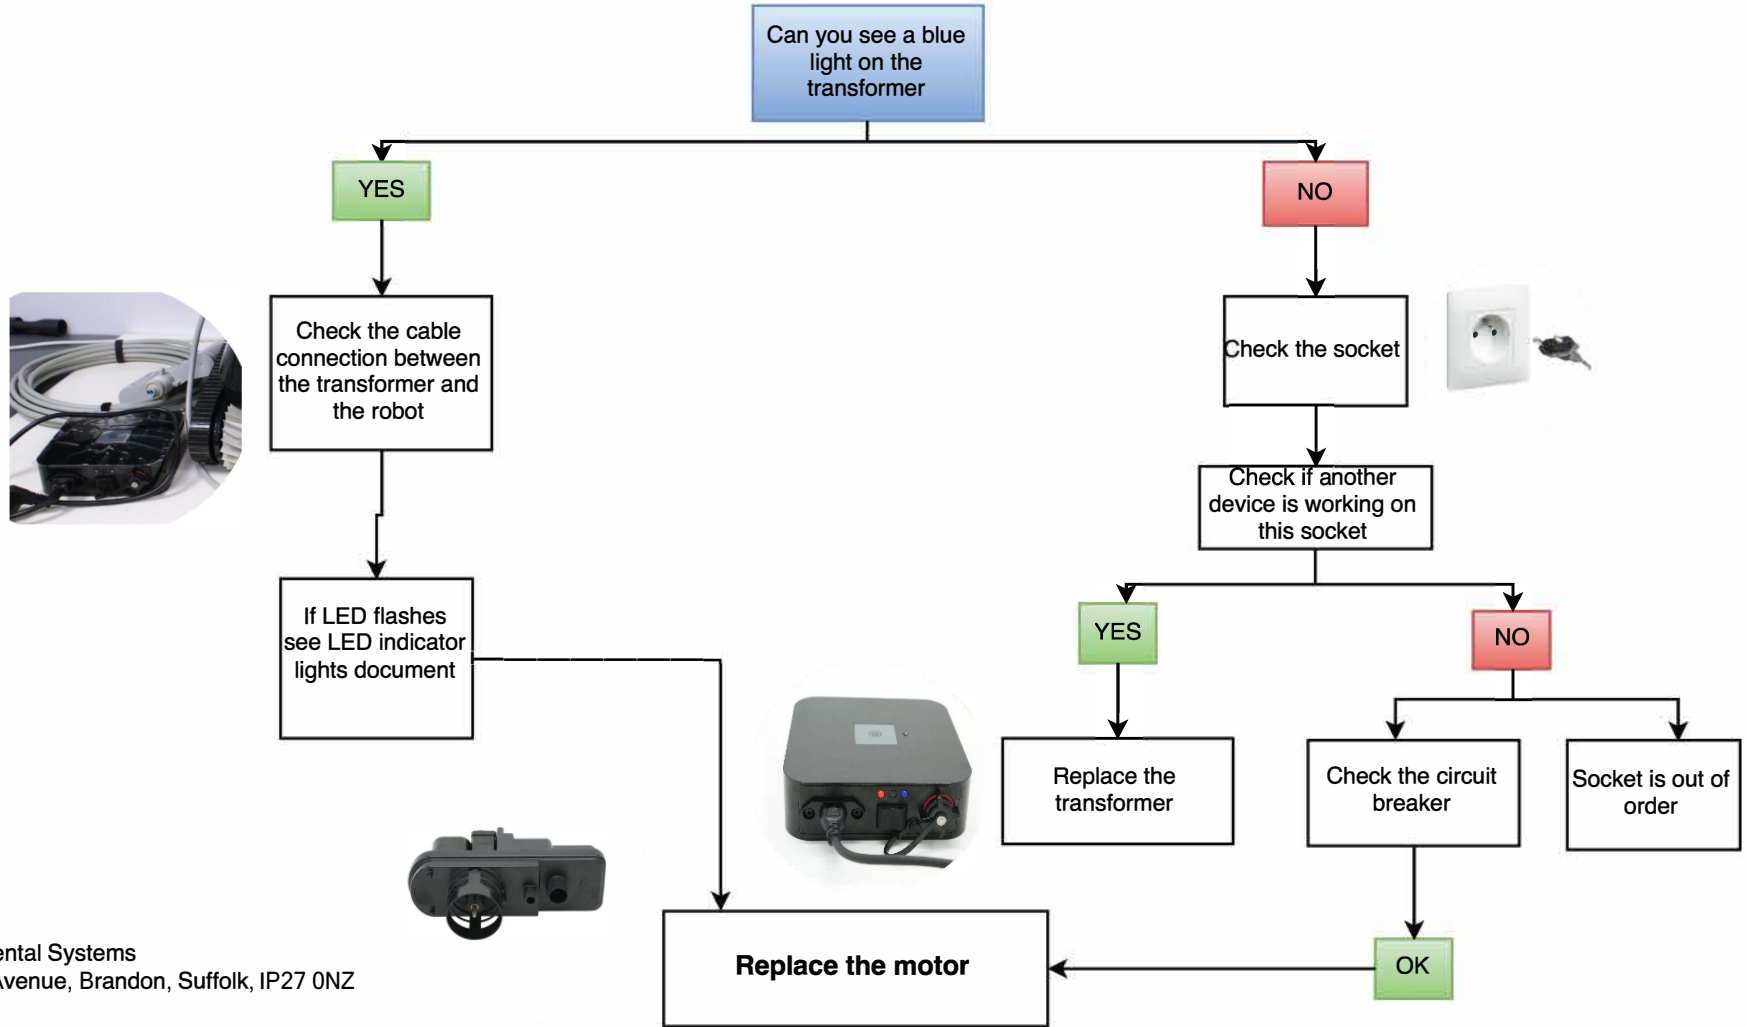 Can you see a blue
light on the
transformer
YES
NO
Check the cable
connection between
the transformer and
the robot
Check the socket
Check if another
device is working on
this socket
If LED flashes
see LED indicator
lights document
YES
NO
Replace the
transformer
Check the circuit
breaker
Socket is out of
order
Replace the motor
OK
ental Systems
Avenue, Brandon, Suffolk, IP27 0NZ